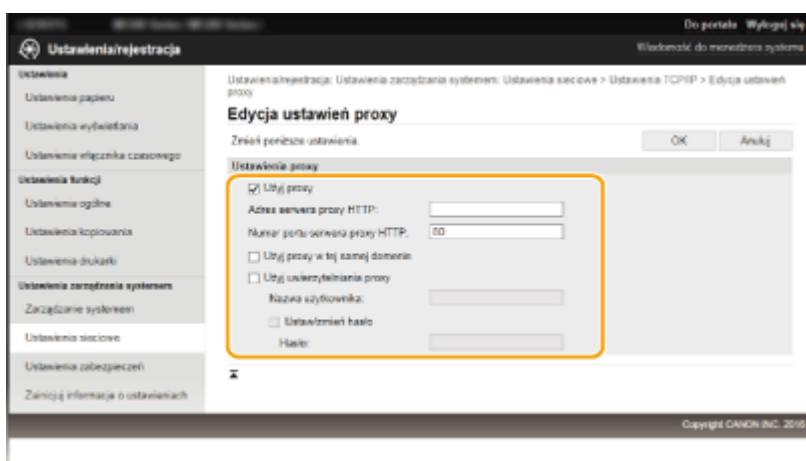 Do portalu Wyloguj się
Ustawienia/rejestracja
Wiadomość do menedżera systemu
Ustawienia
Ustawienia papieru
Ustawienia wyświetlania
Ustawienia włącznika czasowego
Ustawienia funkcji
Ustawienia ogólne
Ustawienia kopiowania
Ustawienia drukarki
Ustawienia zarządzania systemem
Zarządzanie systemem
Ustawienia sieciowe
Ustawienia zabezpieczeń
Zainicjuj informacje o ustawieniach
Ustawienia/rejestracja: Ustawienia zarządzania systemem: Ustawienia sieciowe > Ustawienia TCP/IP > Edycja ustawień
proxy
Edycja ustawień proxy
Zmień poniższe ustawienia.
OK Anuluj
Ustawienia proxy
Użyj proxy
Adres serwera proxy HTTP:
Numer portu serwera proxy HTTP: 80
Użyj proxy w tej samej domenie
Użyj uwierzytelniania proxy
Nazwa użytkownika:
Ustaw/zmień hasło
Hasło:
Copyright CANON INC. 2016